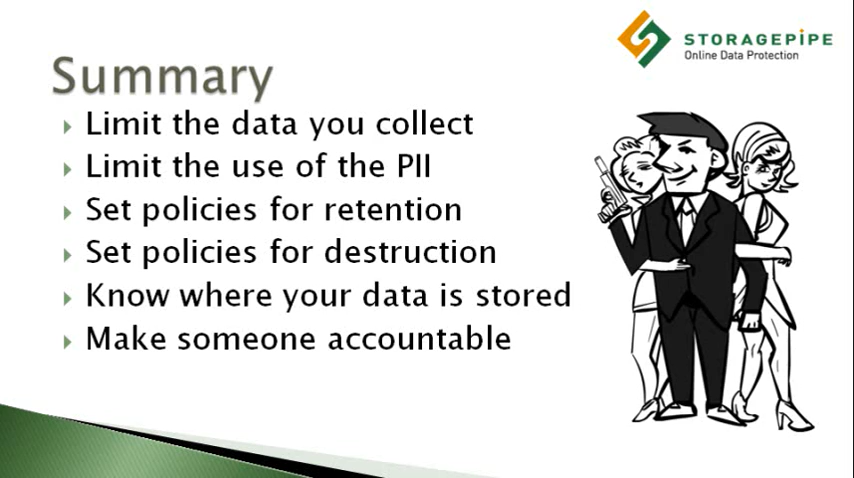 STORAGEPIPE
Online Data Protection
Summary
Limit the data you collect
Limit the use of the PII
Set policies for retention
Set policies for destruction
Know where your data is stored
Make someone accountable